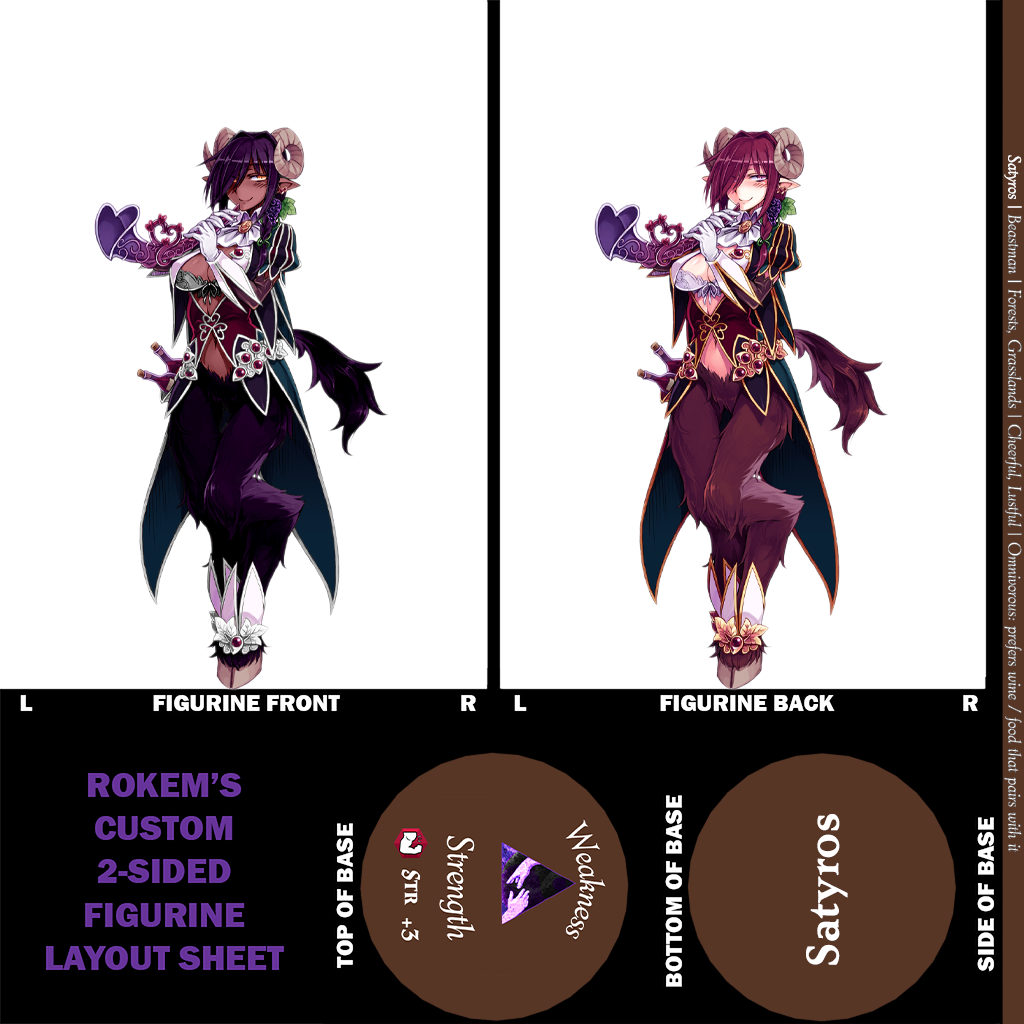 L FIGURINE FRONT R
L FIGURINE BACK R
ROKEM'S
CUSTOM
2-SIDED
FIGURINE
LAYOUT SHEET
TOP OF BASE
Weakness
Strength
STR +3
BOTTOM OF BASE
Satyros
SIDE OF BASE
Satyros | Beastman | Forests, Grasslands | Cheerful, Lustful | Omnivorous: prefers wine / food that pairs with it